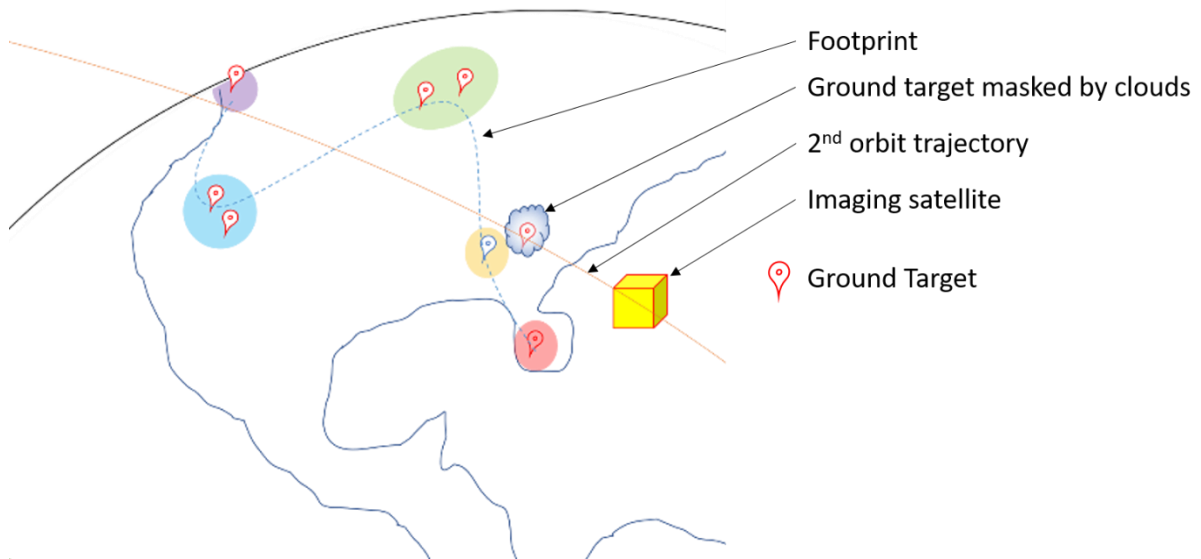 Footprint
Ground target masked by clouds
2nd orbit trajectory
Imaging satellite
Ground Target